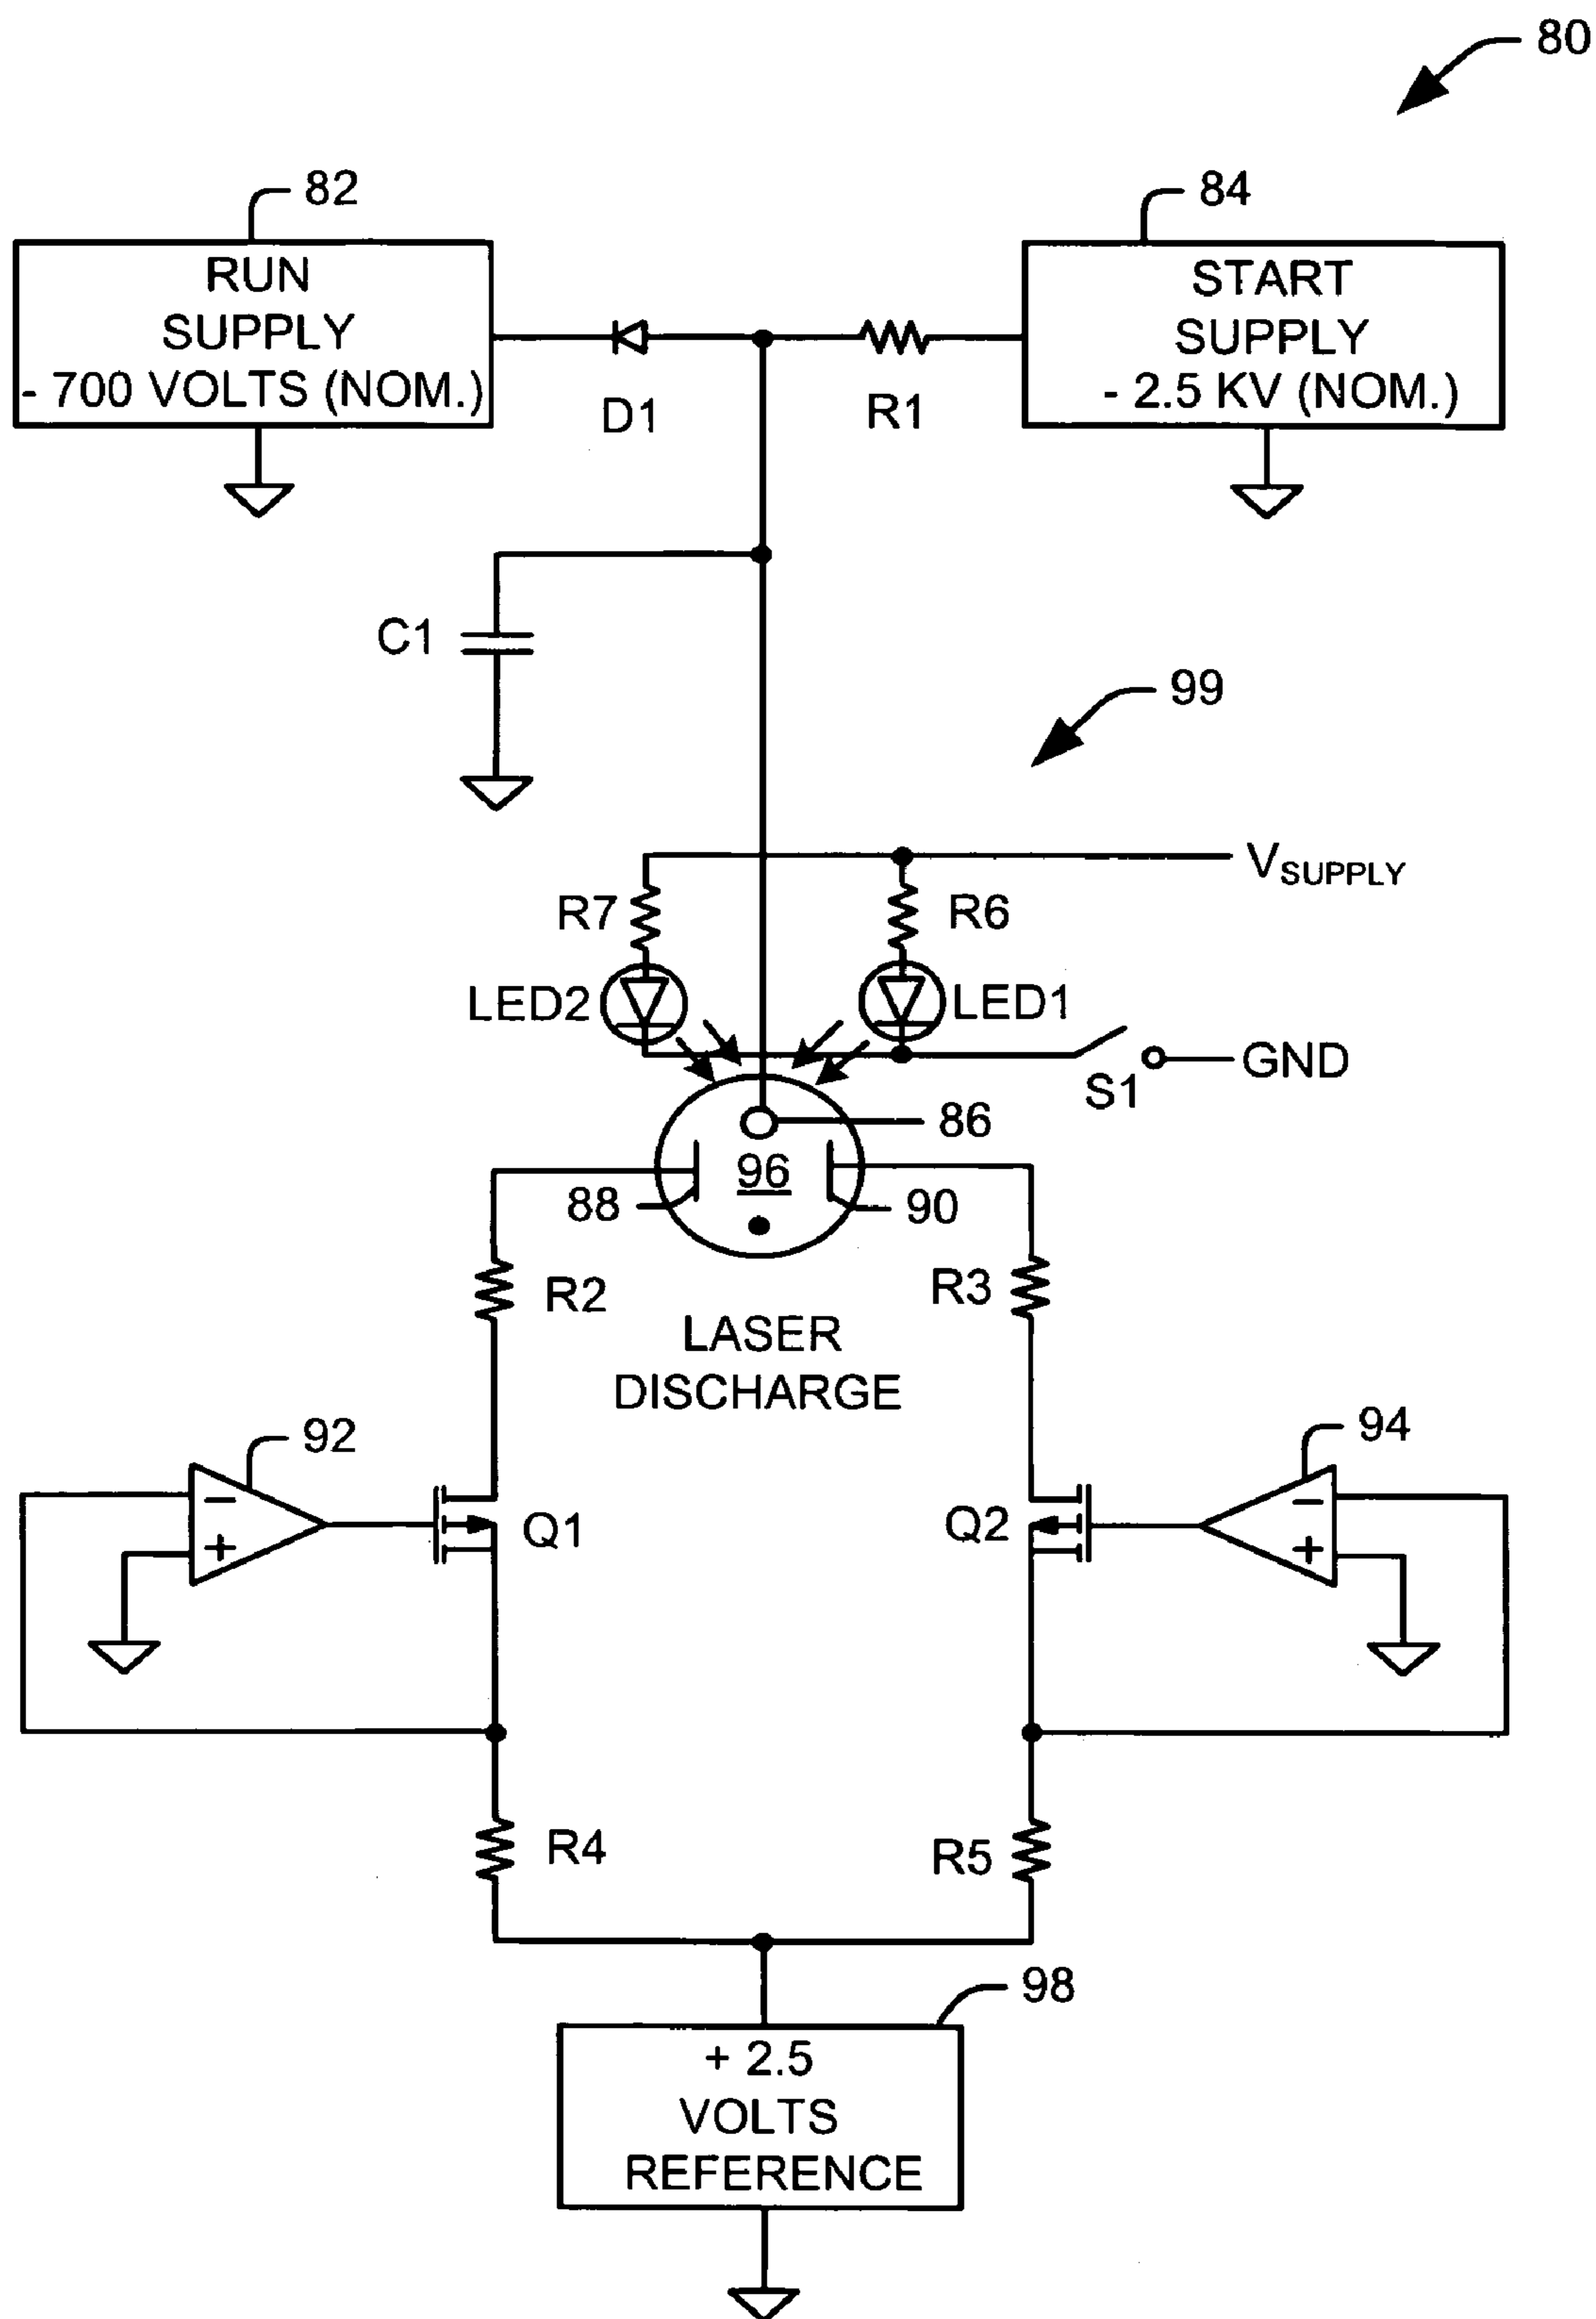 80
82
84
RUN
SUPPLY
- 700 VOLTS (NOM.)
START
SUPPLY
- 2.5 KV (NOM.)
D1
R1
C1
99
VSUPPLY
R7
R6
LED2
LED1
S1
GND
86
96
88
90
R2
R3
LASER
DISCHARGE
92
94
−
+
Q1
Q2
−
+
R4
R5
98
+ 2.5
VOLTS
REFERENCE